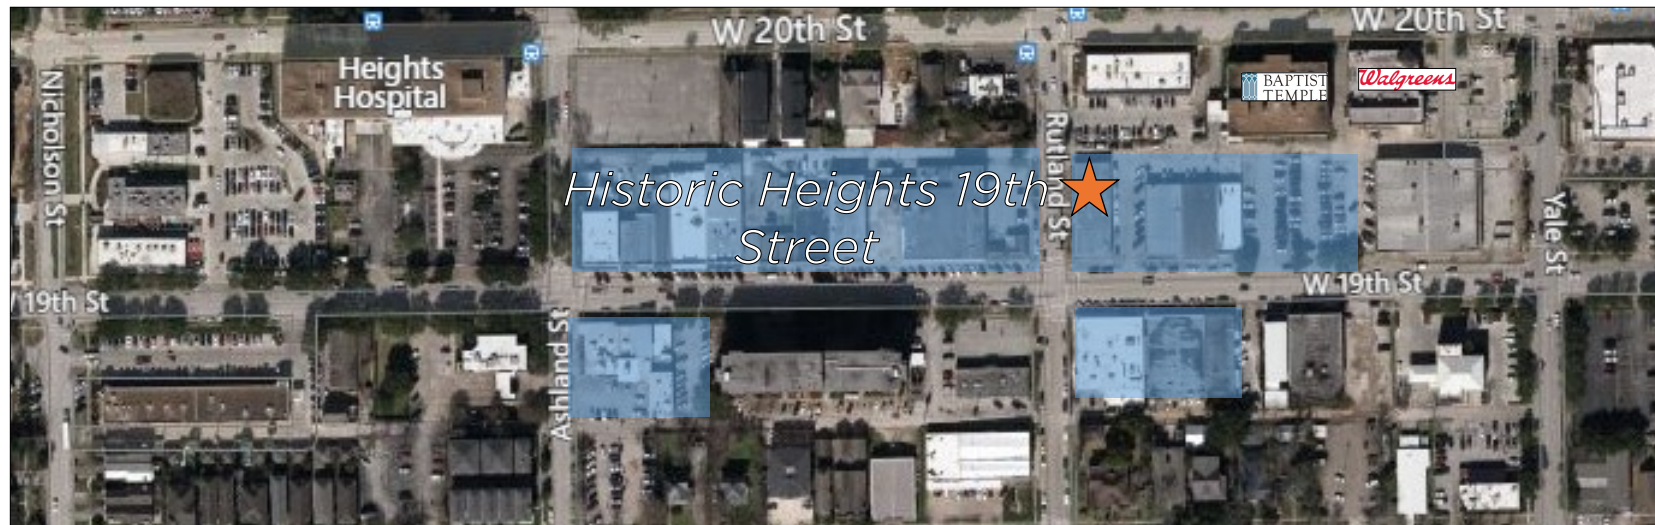 W 20th St
W 20th St
Heights
Hospital
BAPTIST
TEMPLE
Walgreens
Nicholson St
Rutland St
Historic Heights 19th
Street
Yale St
W 19th St
19th St
Ashland St